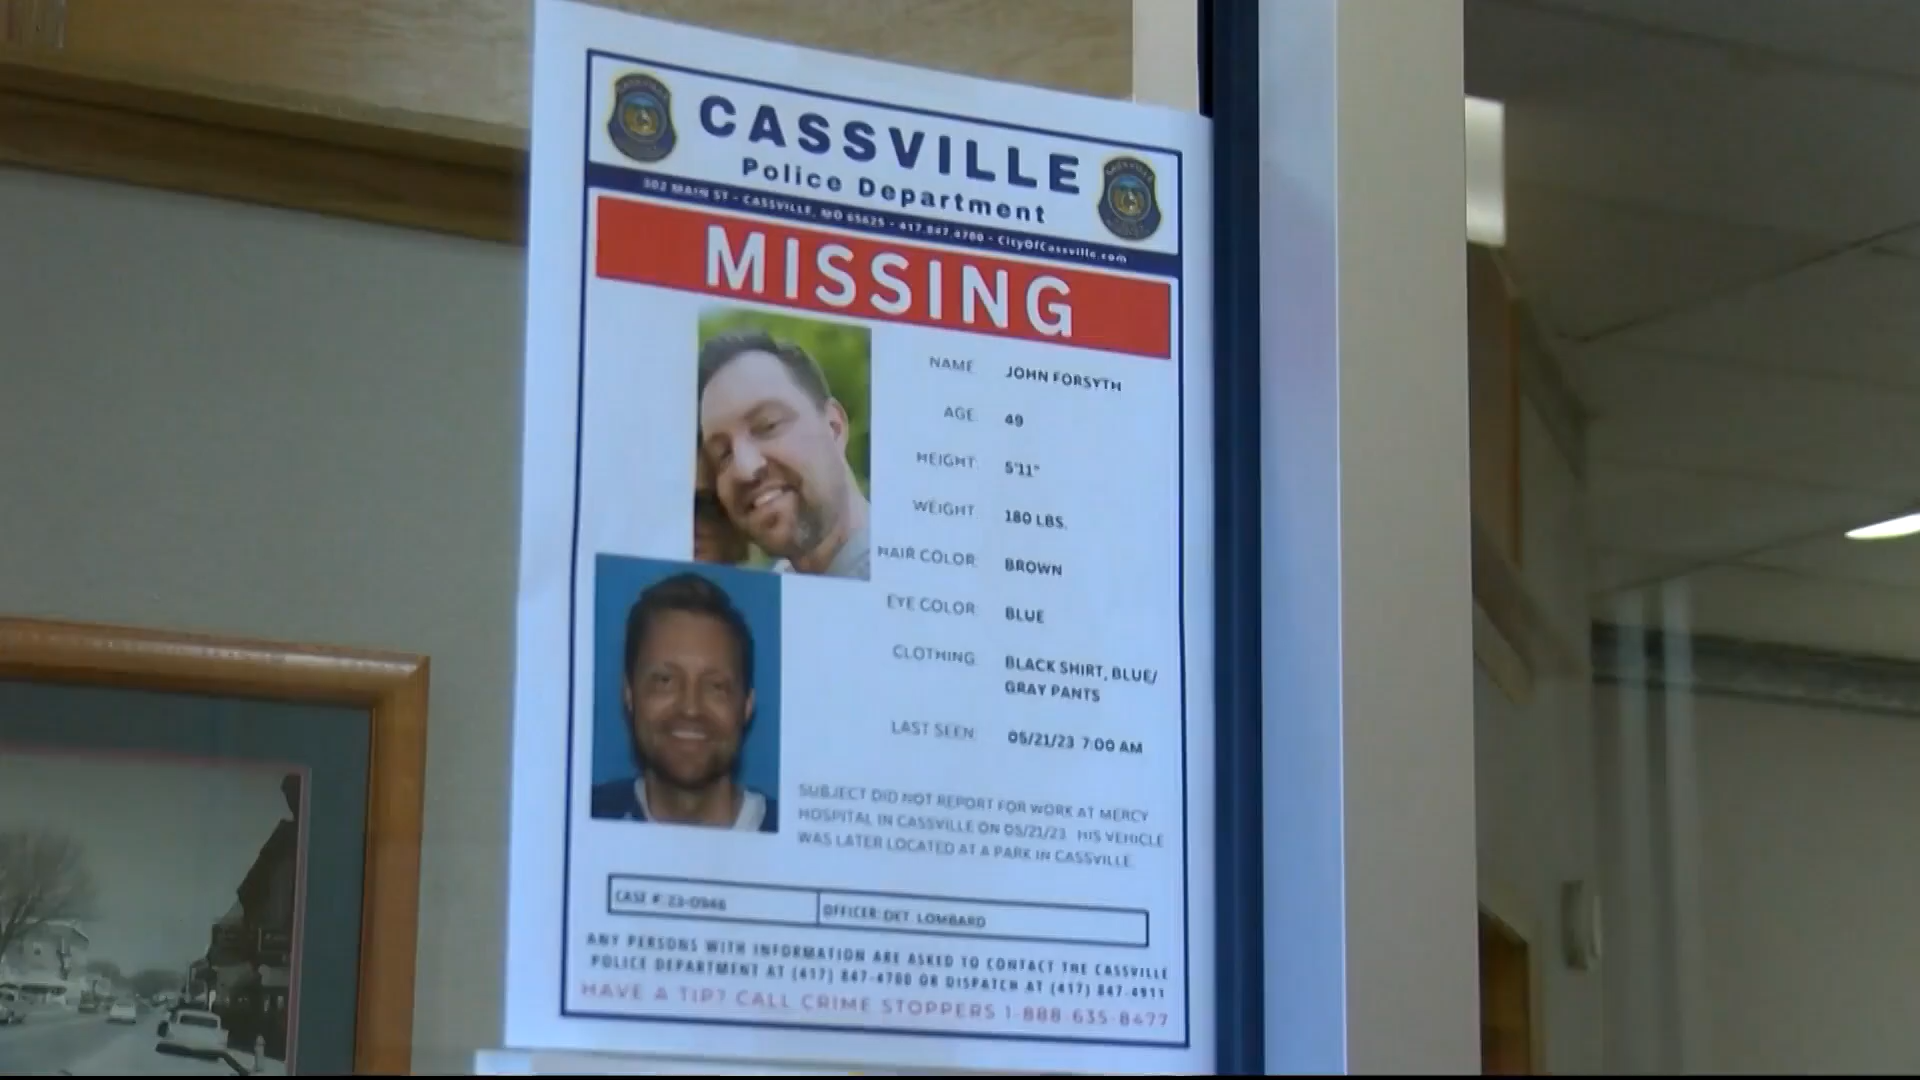 CASSVILLE
Police Department
302 MAIN ST - CASSVILLE, MO 65625 - 417.847.4700 - CityOfCassville.com
MISSING
NAME: JOHN FORSYTH
AGE: 49
HEIGHT: 5'11"
WEIGHT: 180 LBS.
HAIR COLOR: BROWN
EYE COLOR: BLUE
CLOTHING: BLACK SHIRT, BLUE/
GRAY PANTS
LAST SEEN: 05/21/23 7:00 AM
SUBJECT DID NOT REPORT FOR WORK AT MERCY
HOSPITAL IN CASSVILLE ON 05/21/23. HIS VEHICLE
WAS LATER LOCATED AT A PARK IN CASSVILLE.
CASE #: 23-0946 OFFICER: DET. LOMBARD
ANY PERSONS WITH INFORMATION ARE ASKED TO CONTACT THE CASSVILLE
POLICE DEPARTMENT AT (417) 847-4700 OR DISPATCH AT (417) 847-4911
HAVE A TIP? CALL CRIME STOPPERS 1-888-635-8477